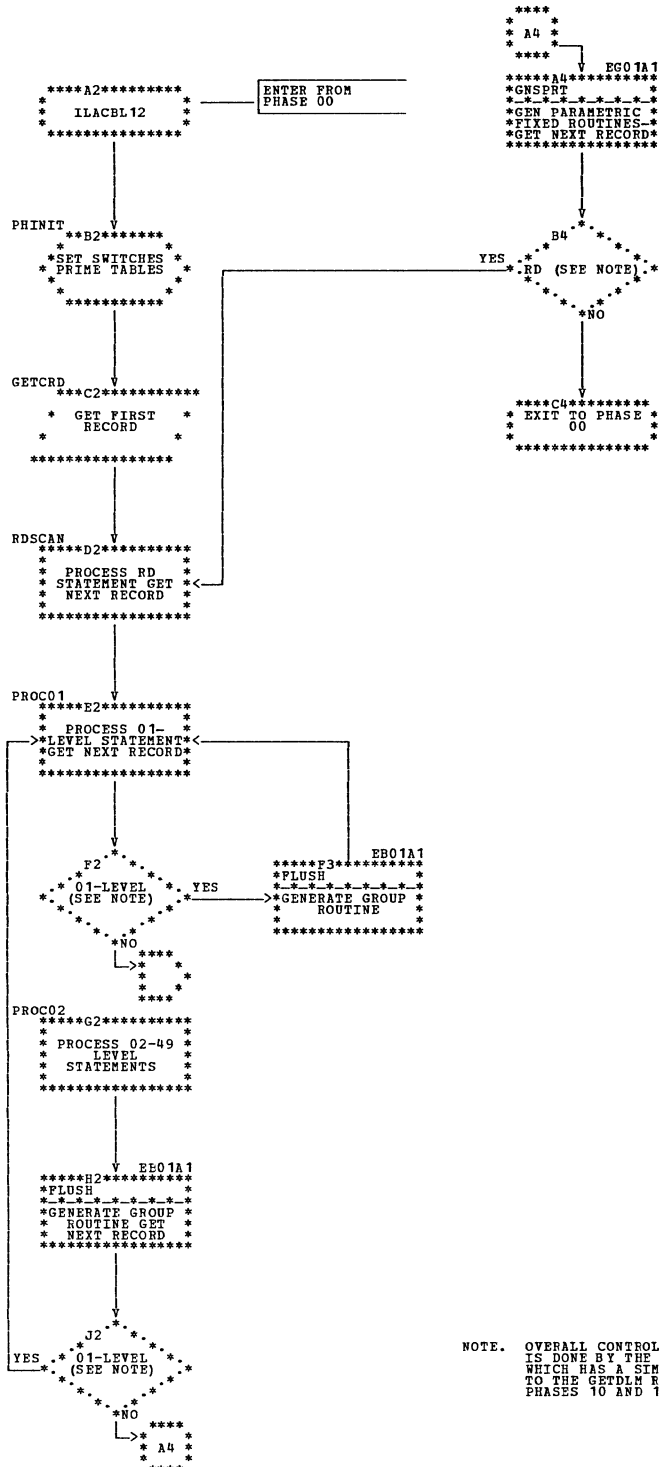 A2
ILACBL12
ENTER FROM
PHASE 00
PHINIT
B2
SET SWITCHES
PRIME TABLES
GETCRD
C2
GET FIRST
RECORD
RDSCAN
D2
PROCESS RD
STATEMENT GET
NEXT RECORD
PROC01
E2
PROCESS 01-
LEVEL STATEMENT
GET NEXT RECORD
F2
01-LEVEL
(SEE NOTE)
YES
NO
EB01A1
F3
FLUSH
GENERATE GROUP
ROUTINE
PROC02
G2
PROCESS 02-49
LEVEL
STATEMENTS
EB01A1
H2
FLUSH
GENERATE GROUP
ROUTINE GET
NEXT RECORD
J2
YES
01-LEVEL
(SEE NOTE)
NO
A4
A4
EG01A1
A4
GNSPRT
GEN PARAMETRIC
FIXED ROUTINES-
GET NEXT RECORD
B4
YES
RD (SEE NOTE)
NO
C4
EXIT TO PHASE
00
NOTE. OVERALL CONTROL
IS DONE BY THE
WHICH HAS A SIM
TO THE GETDLM R
PHASES 10 AND 1